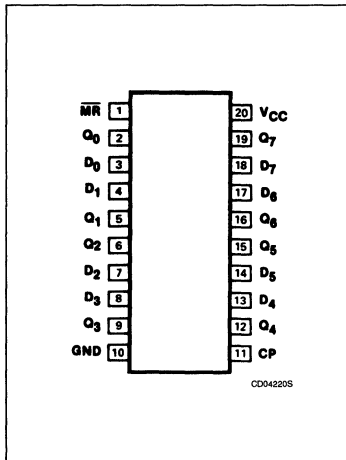 M̅R̅ 1 20 VCC
Q0 2 19 Q7
D0 3 18 D7
D1 4 17 D6
Q1 5 16 Q6
Q2 6 15 Q5
D2 7 14 D5
D3 8 13 D4
Q3 9 12 Q4
GND 10 11 CP
CD04220S